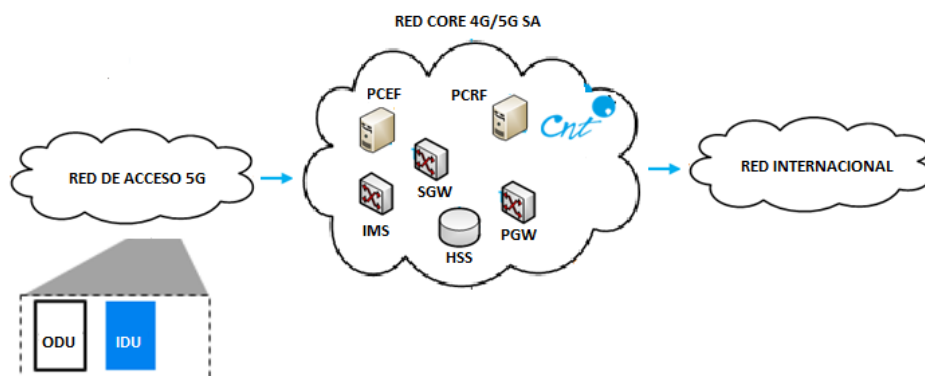 RED CORE 4G/5G SA
PCEF
PCRF
cnt
RED DE ACCESO 5G
SGW
RED INTERNACIONAL
IMS
PGW
HSS
ODU
IDU